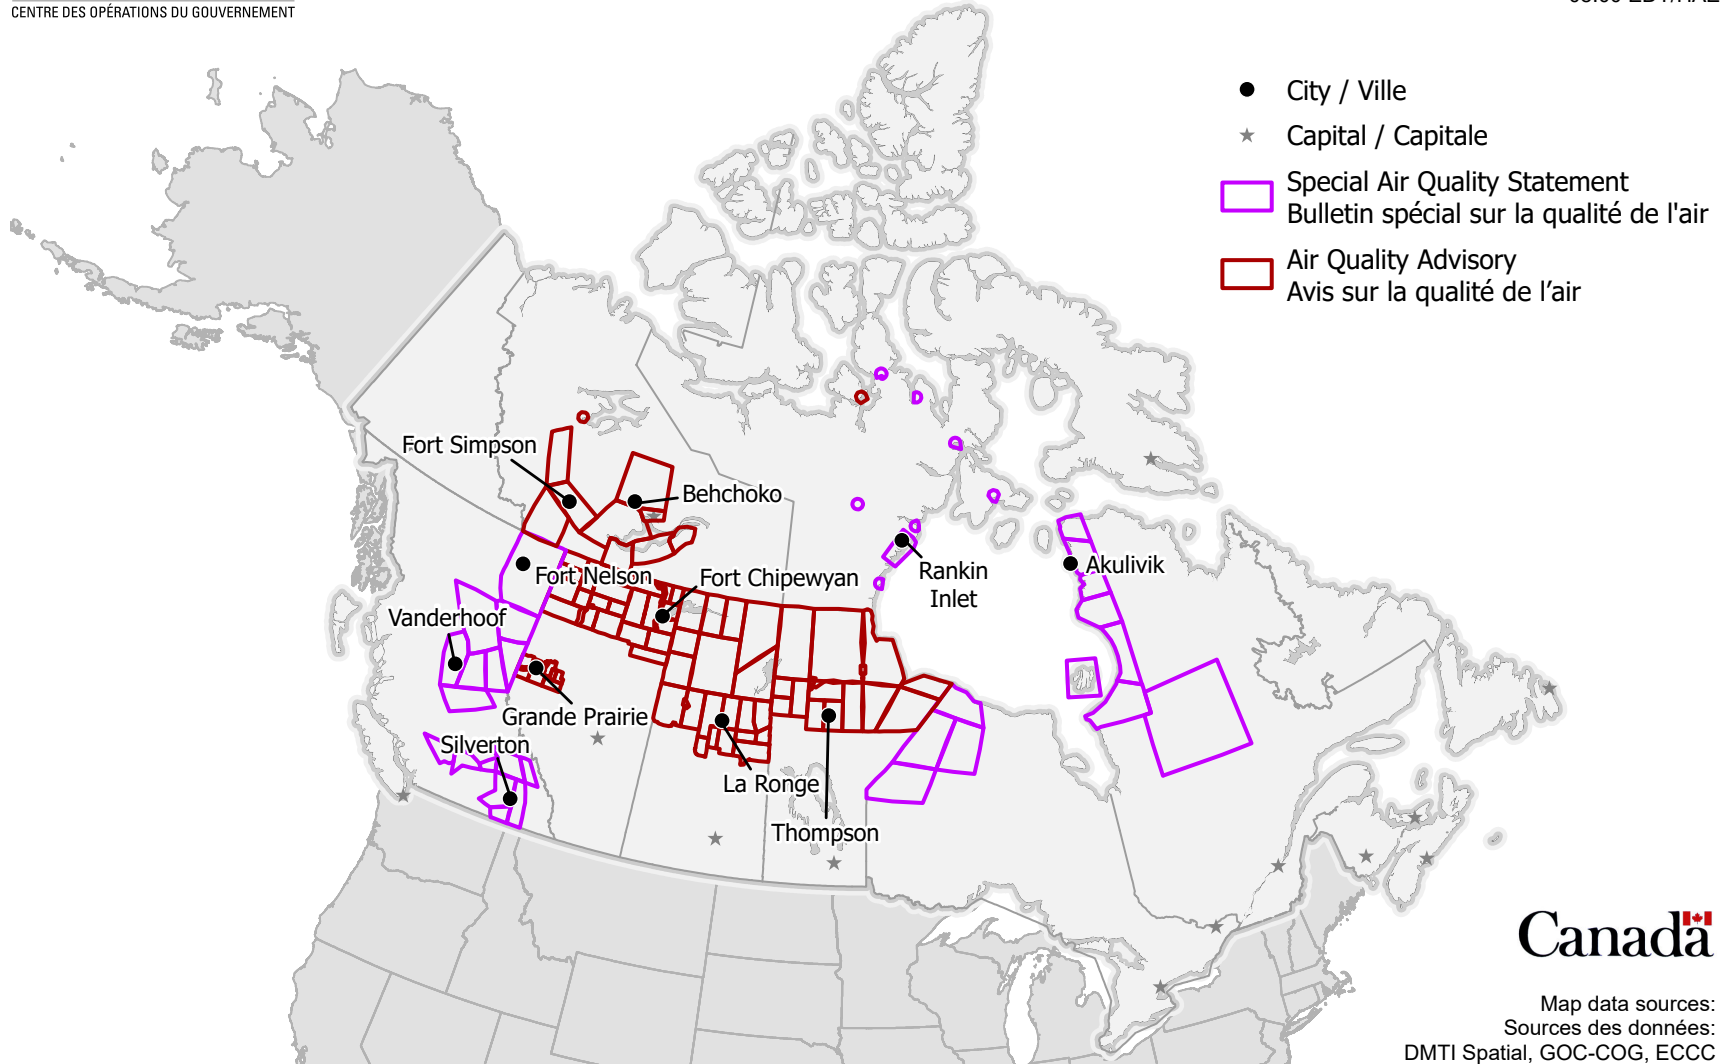 CENTRE DES OPÉRATIONS DU GOUVERNEMENT
City / Ville
Capital / Capitale
Special Air Quality Statement
Bulletin spécial sur la qualité de l'air
Air Quality Advisory
Avis sur la qualité de l’air
Fort Simpson
Behchoko
Fort Nelson
Fort Chipewyan
Rankin
Inlet
Akulivik
Vanderhoof
Grande Prairie
Silverton
La Ronge
Thompson
Canada
Map data sources:
Sources des données:
DMTI Spatial, GOC-COG, ECCC